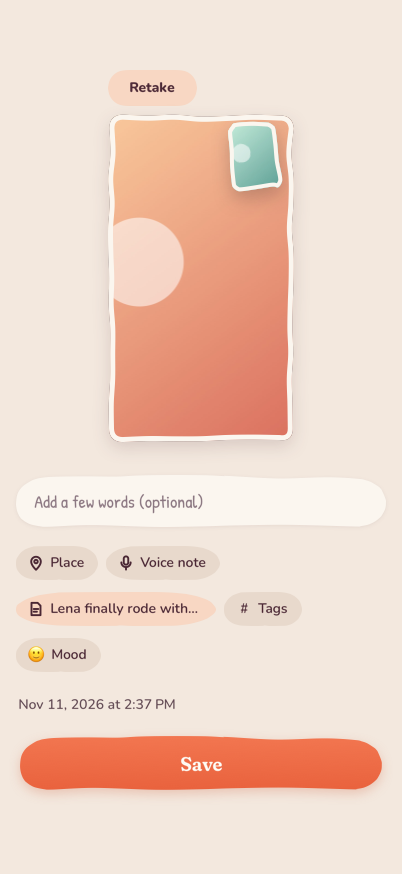 Retake
Add a few words (optional)
Place
Voice note
Lena finally rode with...
# Tags
Mood
Nov 11, 2026 at 2:37 PM
Save